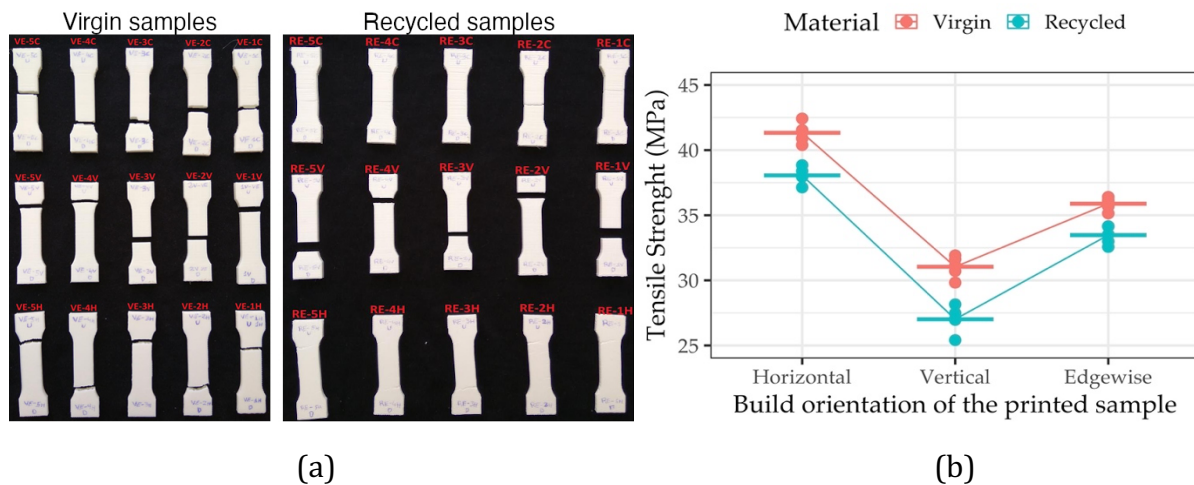 Virgin samples
Recycled samples
VE-5C VE-4C VE-3C VE-2C VE-1C
RE-5C RE-4C RE-3C RE-2C RE-1C
VE-5V VE-4V VE-3V VE-2V VE-1V
RE-5V RE-4V RE-3V RE-2V RE-1V
VE-5H VE-4H VE-3H VE-2H VE-1H
RE-5H RE-4H RE-3H RE-2H RE-1H
(a)
Material Virgin
Recycled
Tensile Strenght (MPa)
45
40
35
30
25
Horizontal Vertical Edgewise
Build orientation of the printed sample
(b)